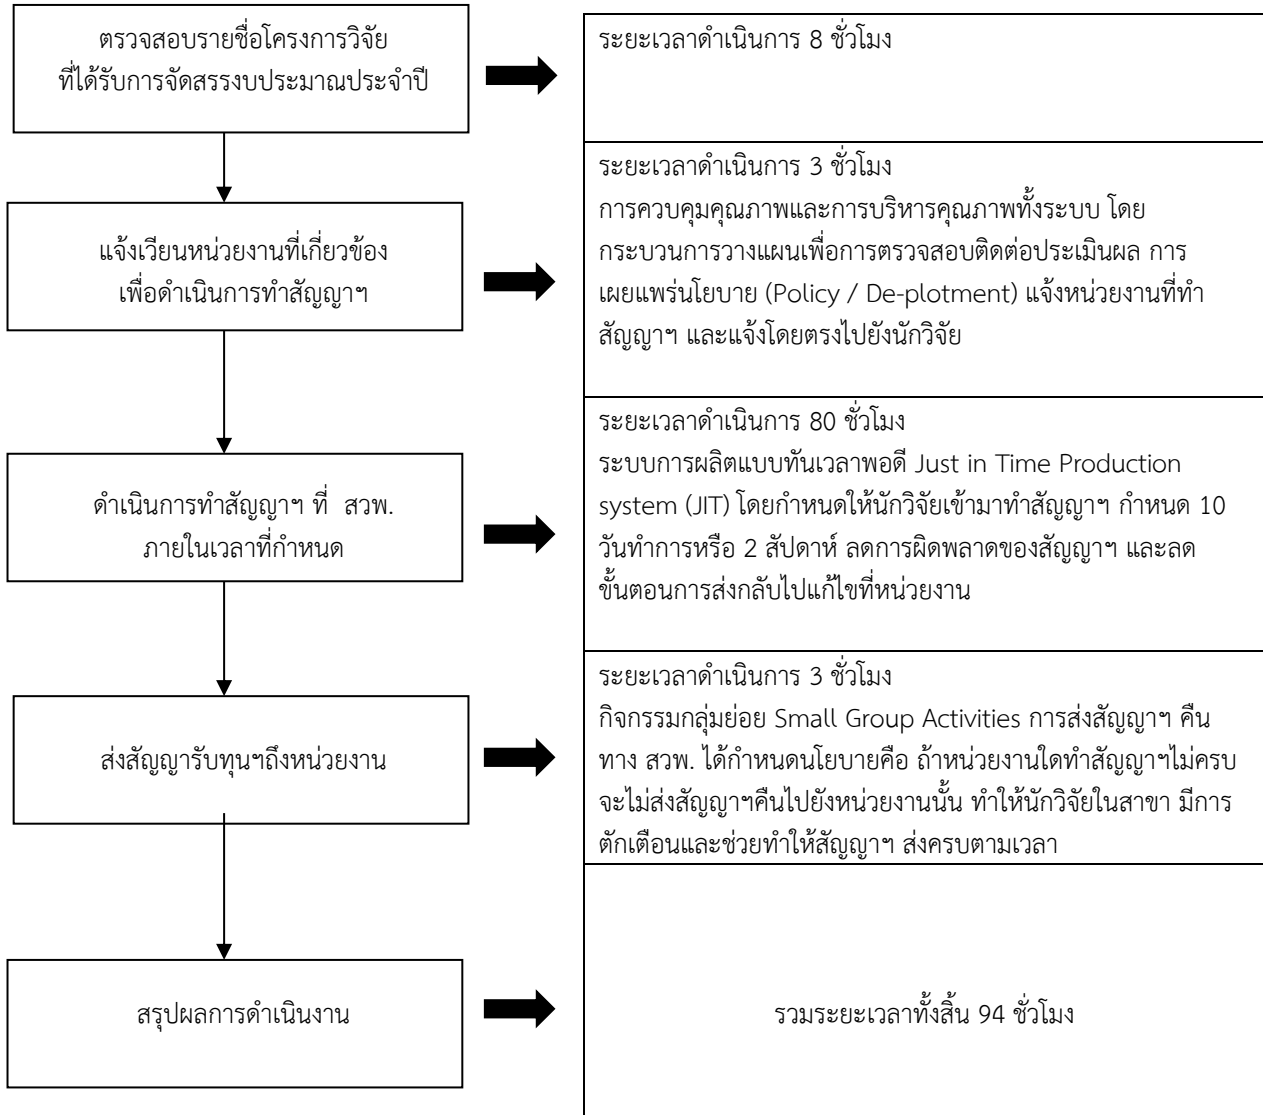 ตรวจสอบรายชื่อโครงการวิจัย
ที่ได้รับการจัดสรรงบประมาณประจำปี
ระยะเวลาดำเนินการ 8 ชั่วโมง
แจ้งเวียนหน่วยงานที่เกี่ยวข้อง
เพื่อดำเนินการทำสัญญาฯ
ระยะเวลาดำเนินการ 3 ชั่วโมง
การควบคุมคุณภาพและการบริหารคุณภาพทั้งระบบ โดย
กระบวนการวางแผนเพื่อการตรวจสอบติดต่อประเมินผล การ
เผยแพร่นโยบาย (Policy / De-plotment) แจ้งหน่วยงานที่ทำ
สัญญาฯ และแจ้งโดยตรงไปยังนักวิจัย
ดำเนินการทำสัญญาฯ ที่ สวพ.
ภายในเวลาที่กำหนด
ระยะเวลาดำเนินการ 80 ชั่วโมง
ระบบการผลิตแบบทันเวลาพอดี Just in Time Production
system (JIT) โดยกำหนดให้นักวิจัยเข้ามาทำสัญญาฯ กำหนด 10
วันทำการหรือ 2 สัปดาห์ ลดการผิดพลาดของสัญญาฯ และลด
ขั้นตอนการส่งกลับไปแก้ไขที่หน่วยงาน
ส่งสัญญารับทุนฯถึงหน่วยงาน
ระยะเวลาดำเนินการ 3 ชั่วโมง
กิจกรรมกลุ่มย่อย Small Group Activities การส่งสัญญาฯ คืน
ทาง สวพ. ได้กำหนดนโยบายคือ ถ้าหน่วยงานใดทำสัญญาฯไม่ครบ
จะไม่ส่งสัญญาฯคืนไปยังหน่วยงานนั้น ทำให้นักวิจัยในสาขา มีการ
ตักเตือนและช่วยทำให้สัญญาฯ ส่งครบตามเวลา
สรุปผลการดำเนินงาน
รวมระยะเวลาทั้งสิ้น 94 ชั่วโมง